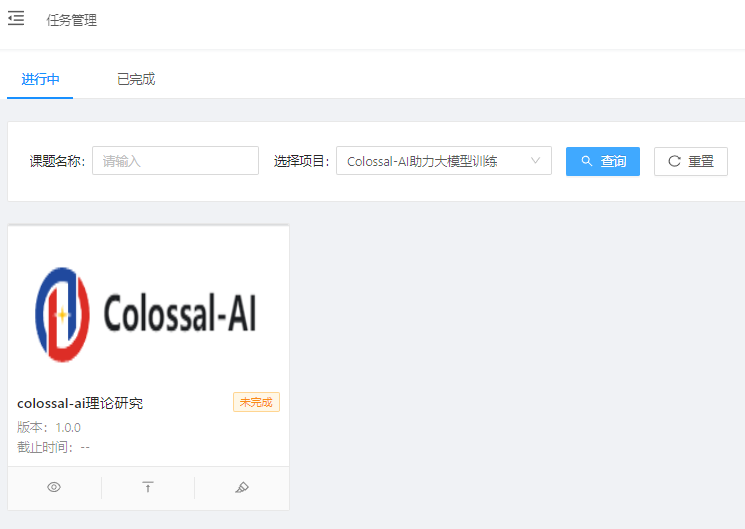 任务管理
进行中 已完成
课题名称: 请输入 选择项目: Colossal-AI助力大模型训练 查询 重置
Colossal-AI
colossal-ai理论研究 未完成
版本: 1.0.0
截止时间: --